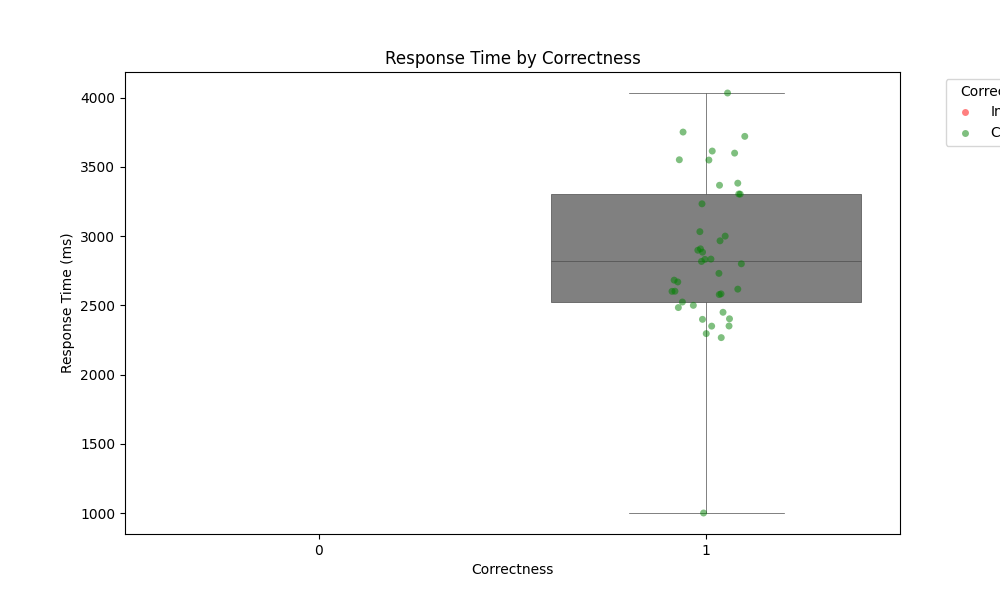 Response Time by Correctness
Response Time (ms)
4000
3500
3000
2500
2000
1500
1000
0
1
Correctness
Correc
In
C